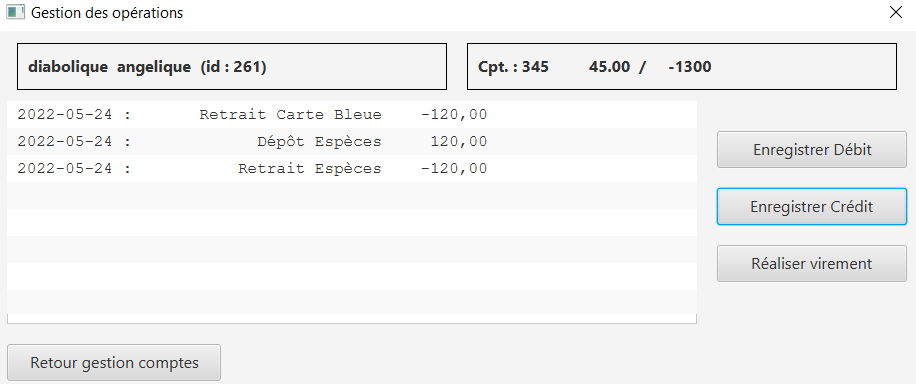 Gestion des opérations
diabolique angelique (id : 261)
Cpt. : 345 45.00 / -1300
2022-05-24 : Retrait Carte Bleue -120,00
2022-05-24 : Dépôt Espèces 120,00
2022-05-24 : Retrait Espèces -120,00
Enregistrer Débit
Enregistrer Crédit
Réaliser virement
Retour gestion comptes